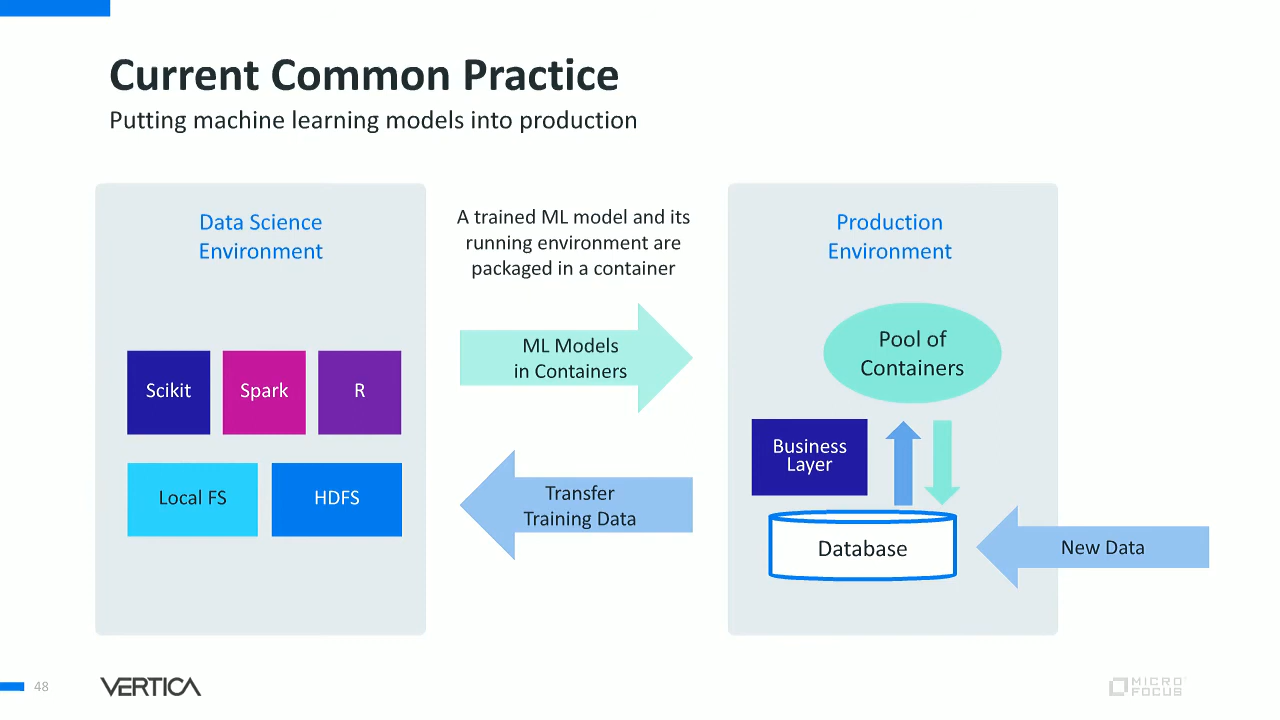 Current Common Practice
Putting machine learning models into production
Data Science
Environment
Scikit
Spark
R
Local FS
HDFS
A trained ML model and its
running environment are
packaged in a container
ML Models
in Containers
Transfer
Training Data
Production
Environment
Pool of
Containers
Business
Layer
Database
New Data
48
VERTICA
MICRO
FOCUS